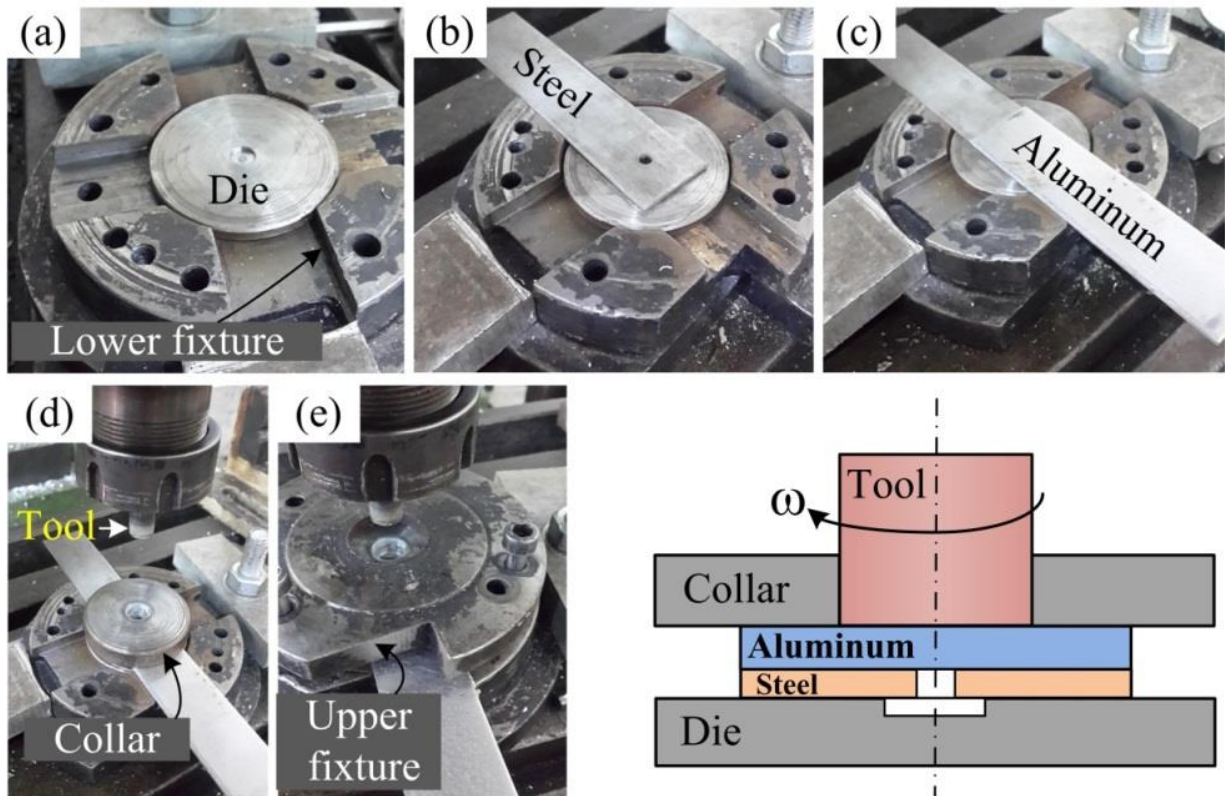 (a)
Die
Lower fixture
(b)
Steel
(c)
Aluminum
(d)
Tool
Collar
(e)
Upper
fixture
Tool
ω
Collar
Aluminum
Steel
Die